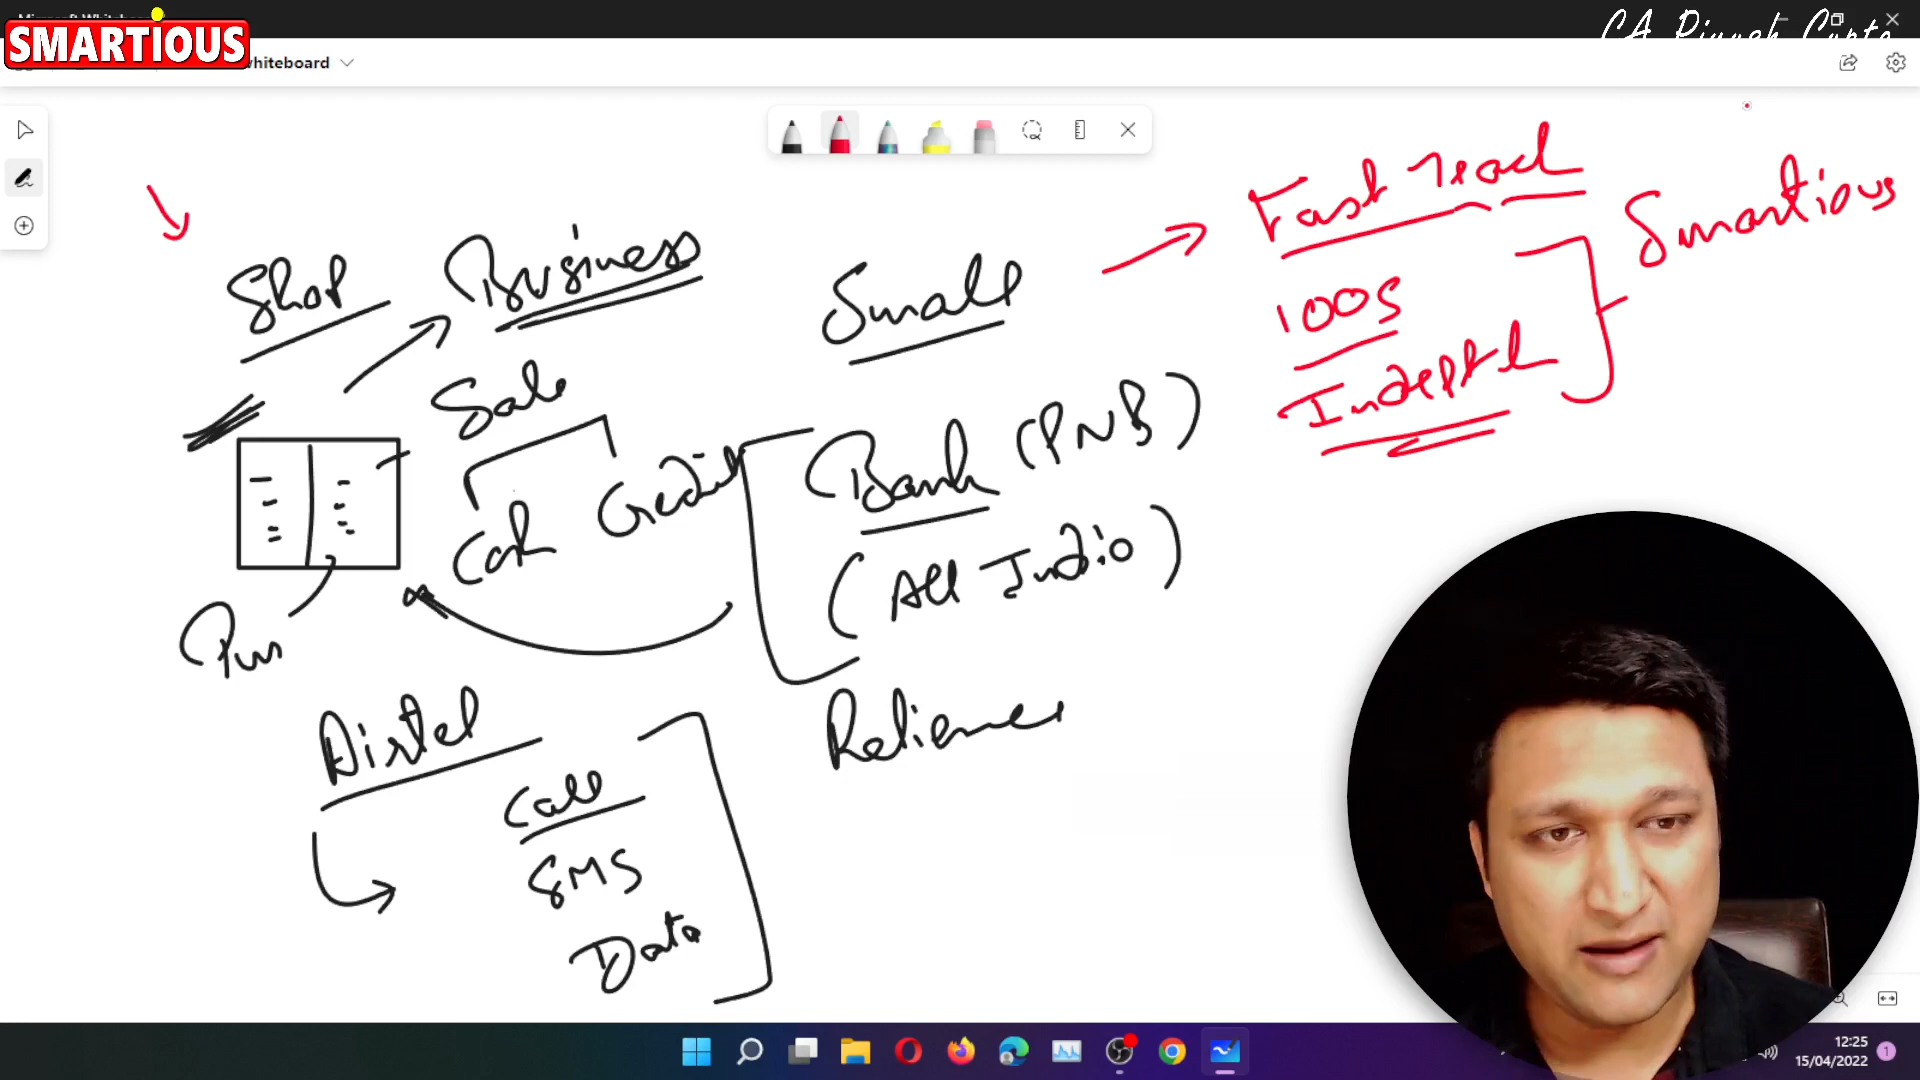 SMARTIOUS
Whiteboard
Fast Track
Smartious
100s
Indepth
Shop
Business
Small
Sale
Cash Credit
Bank (PNB)
(All India)
Pur
Airtel
Reliance
Call
SMS
Data
12:25
15/04/2022
1